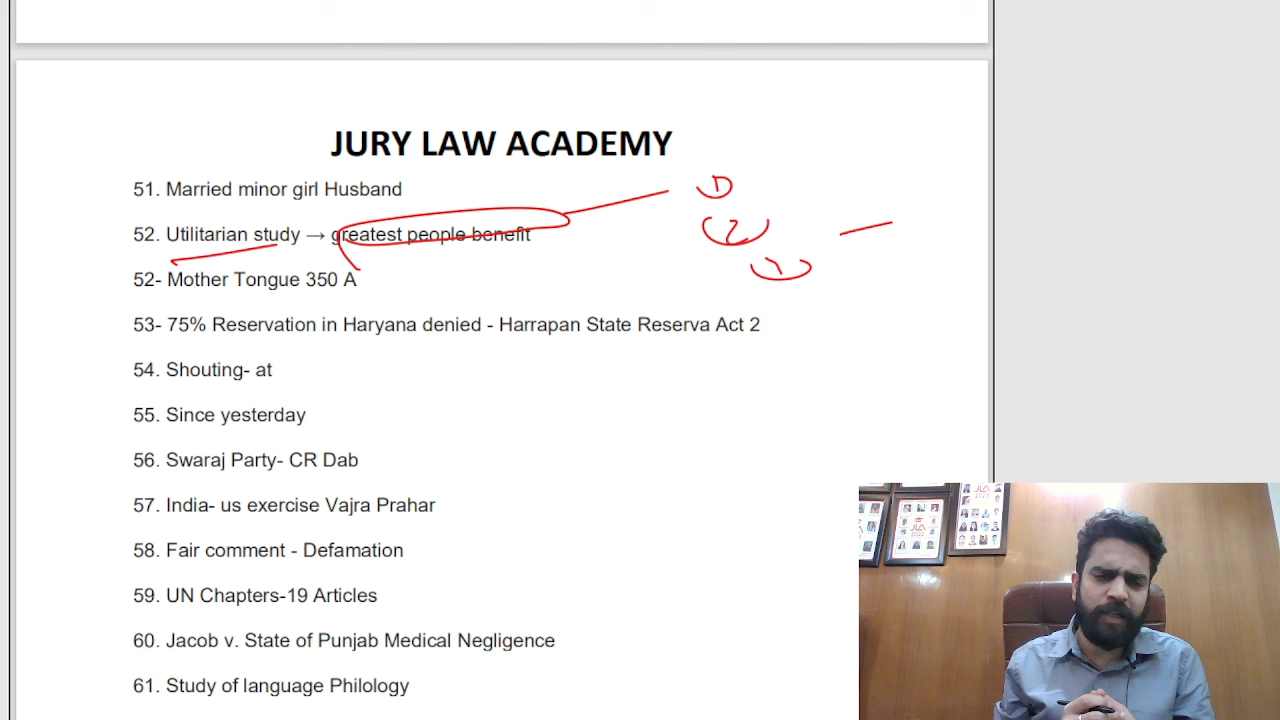 JURY LAW ACADEMY
51. Married minor girl Husband
52. Utilitarian study → greatest people benefit
52- Mother Tongue 350 A
53- 75% Reservation in Haryana denied - Harrapan State Reserva Act 2
54. Shouting- at
55. Since yesterday
56. Swaraj Party- CR Dab
57. India- us exercise Vajra Prahar
58. Fair comment - Defamation
59. UN Chapters-19 Articles
60. Jacob v. State of Punjab Medical Negligence
61. Study of language Philology